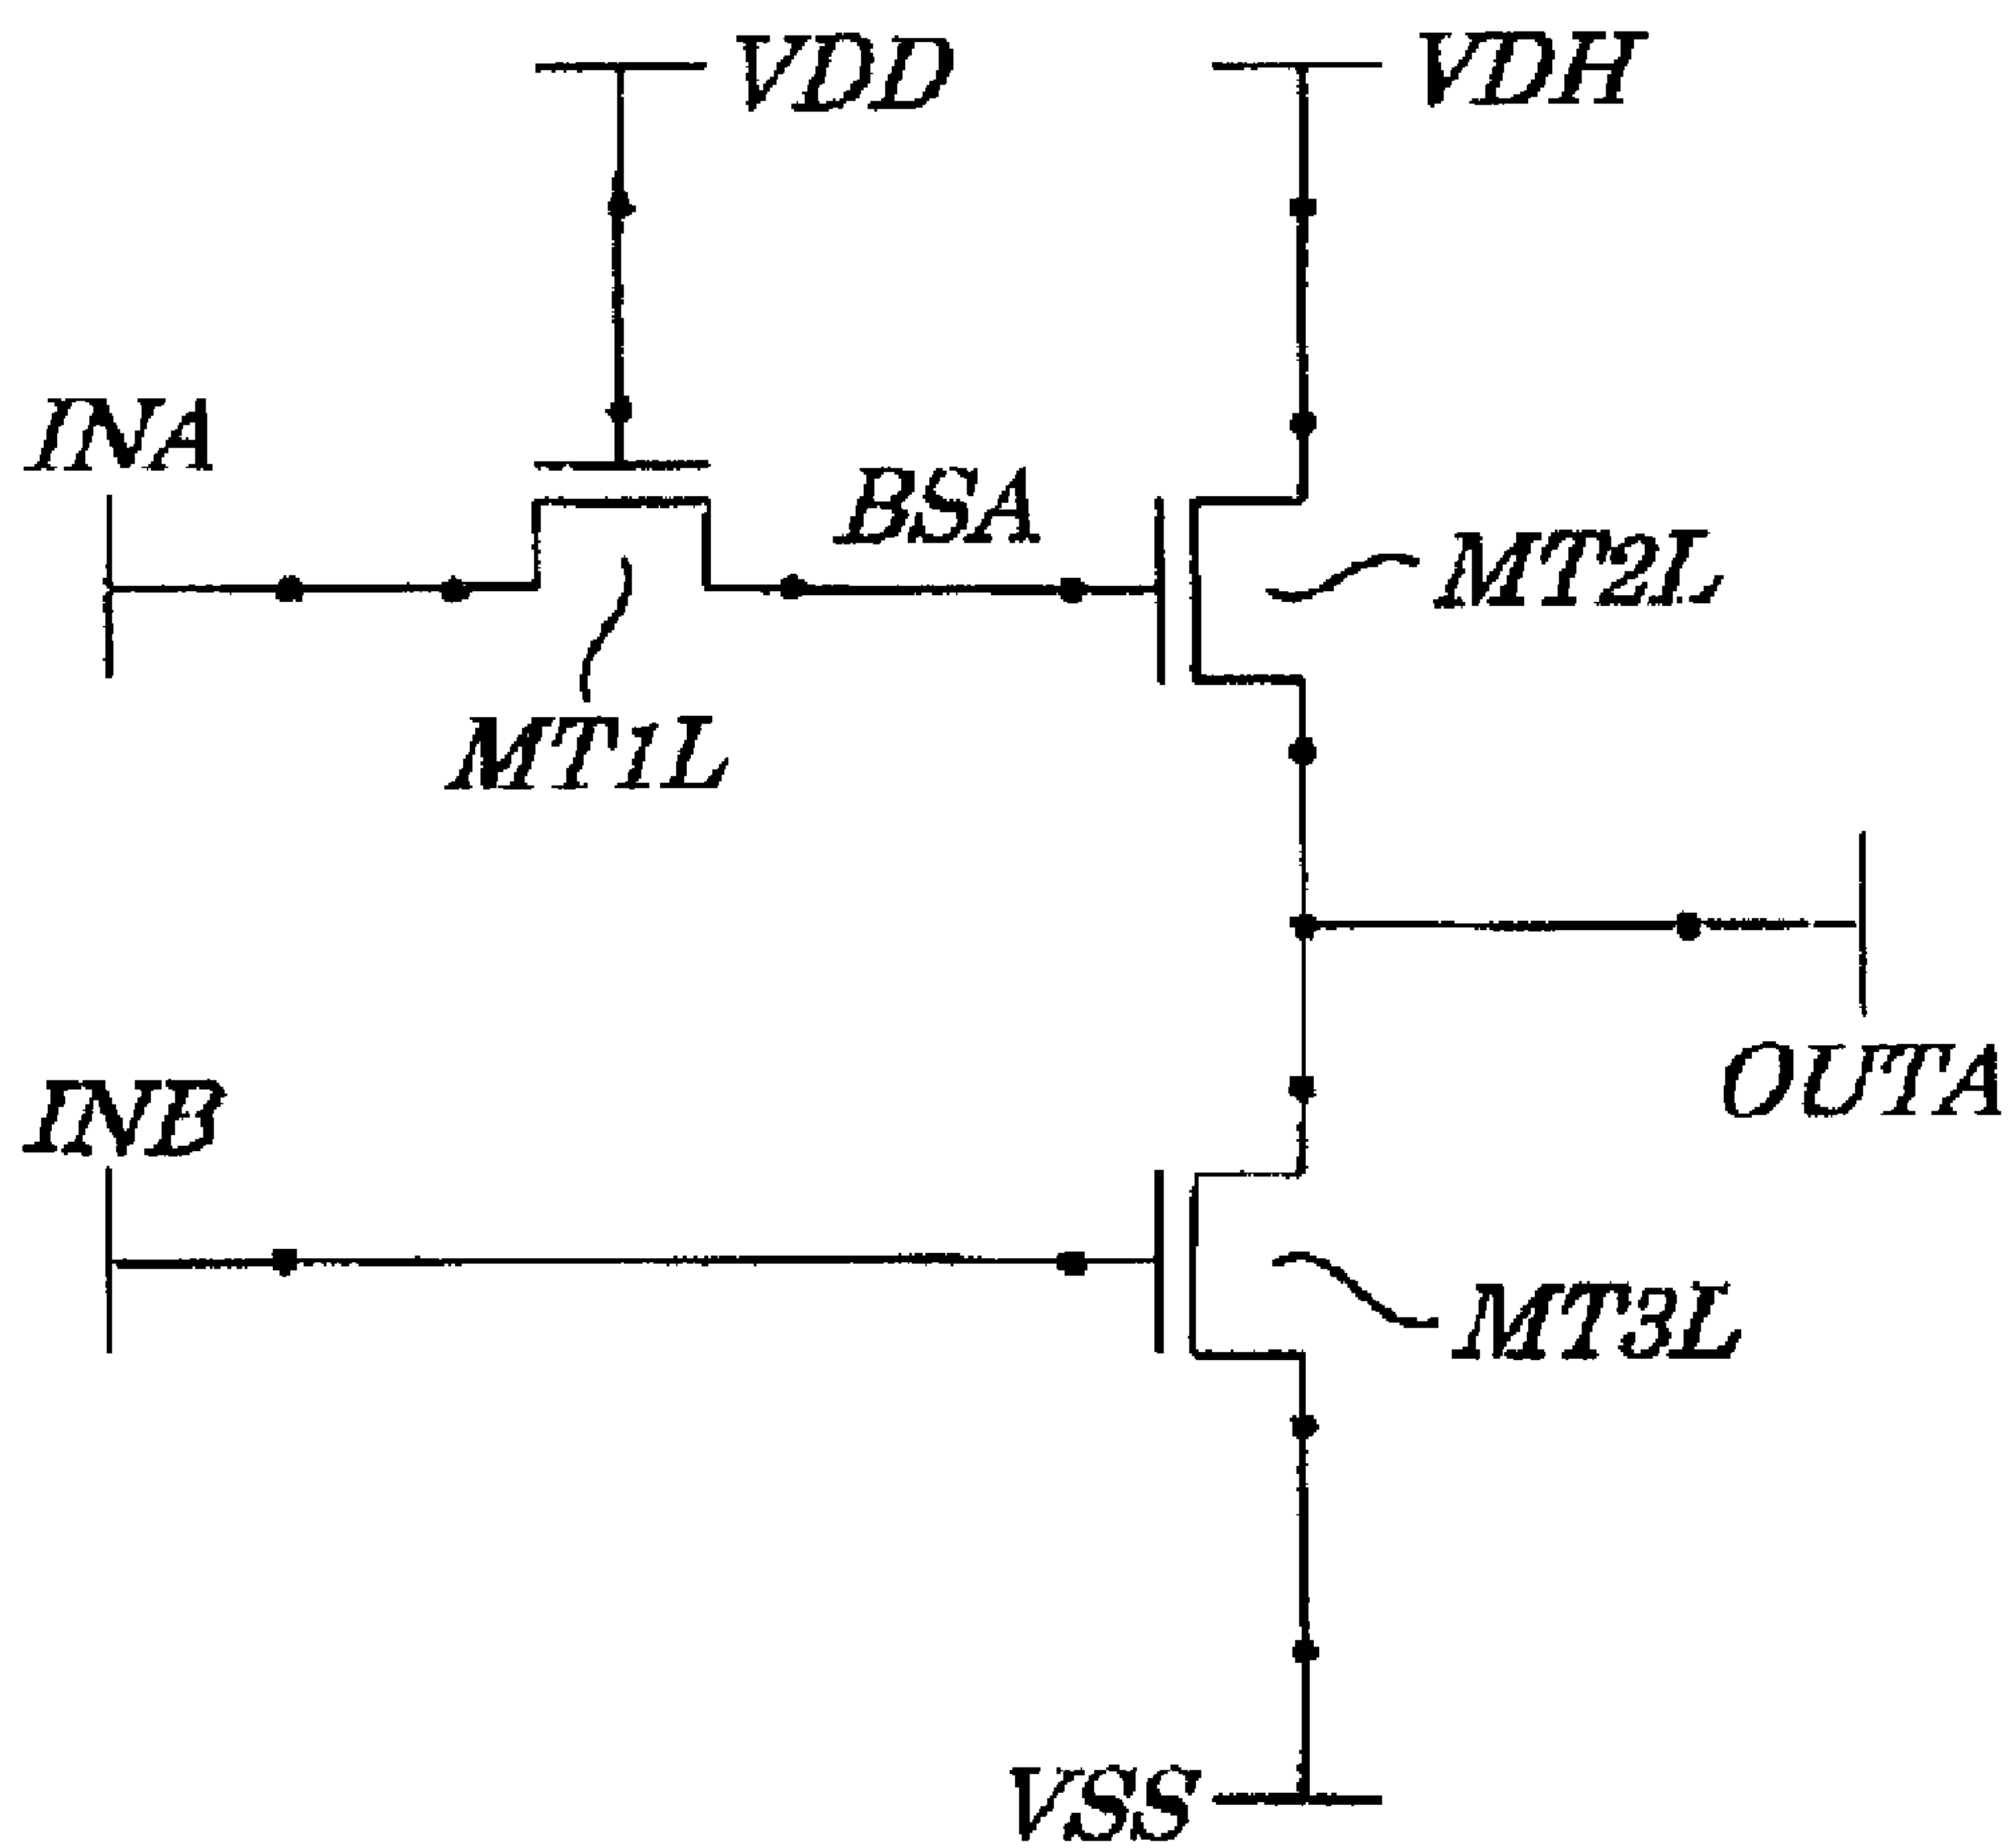 VDD
VDH
INA
BSA
MT2L
MT1L
OUTA
INB
MT3L
VSS